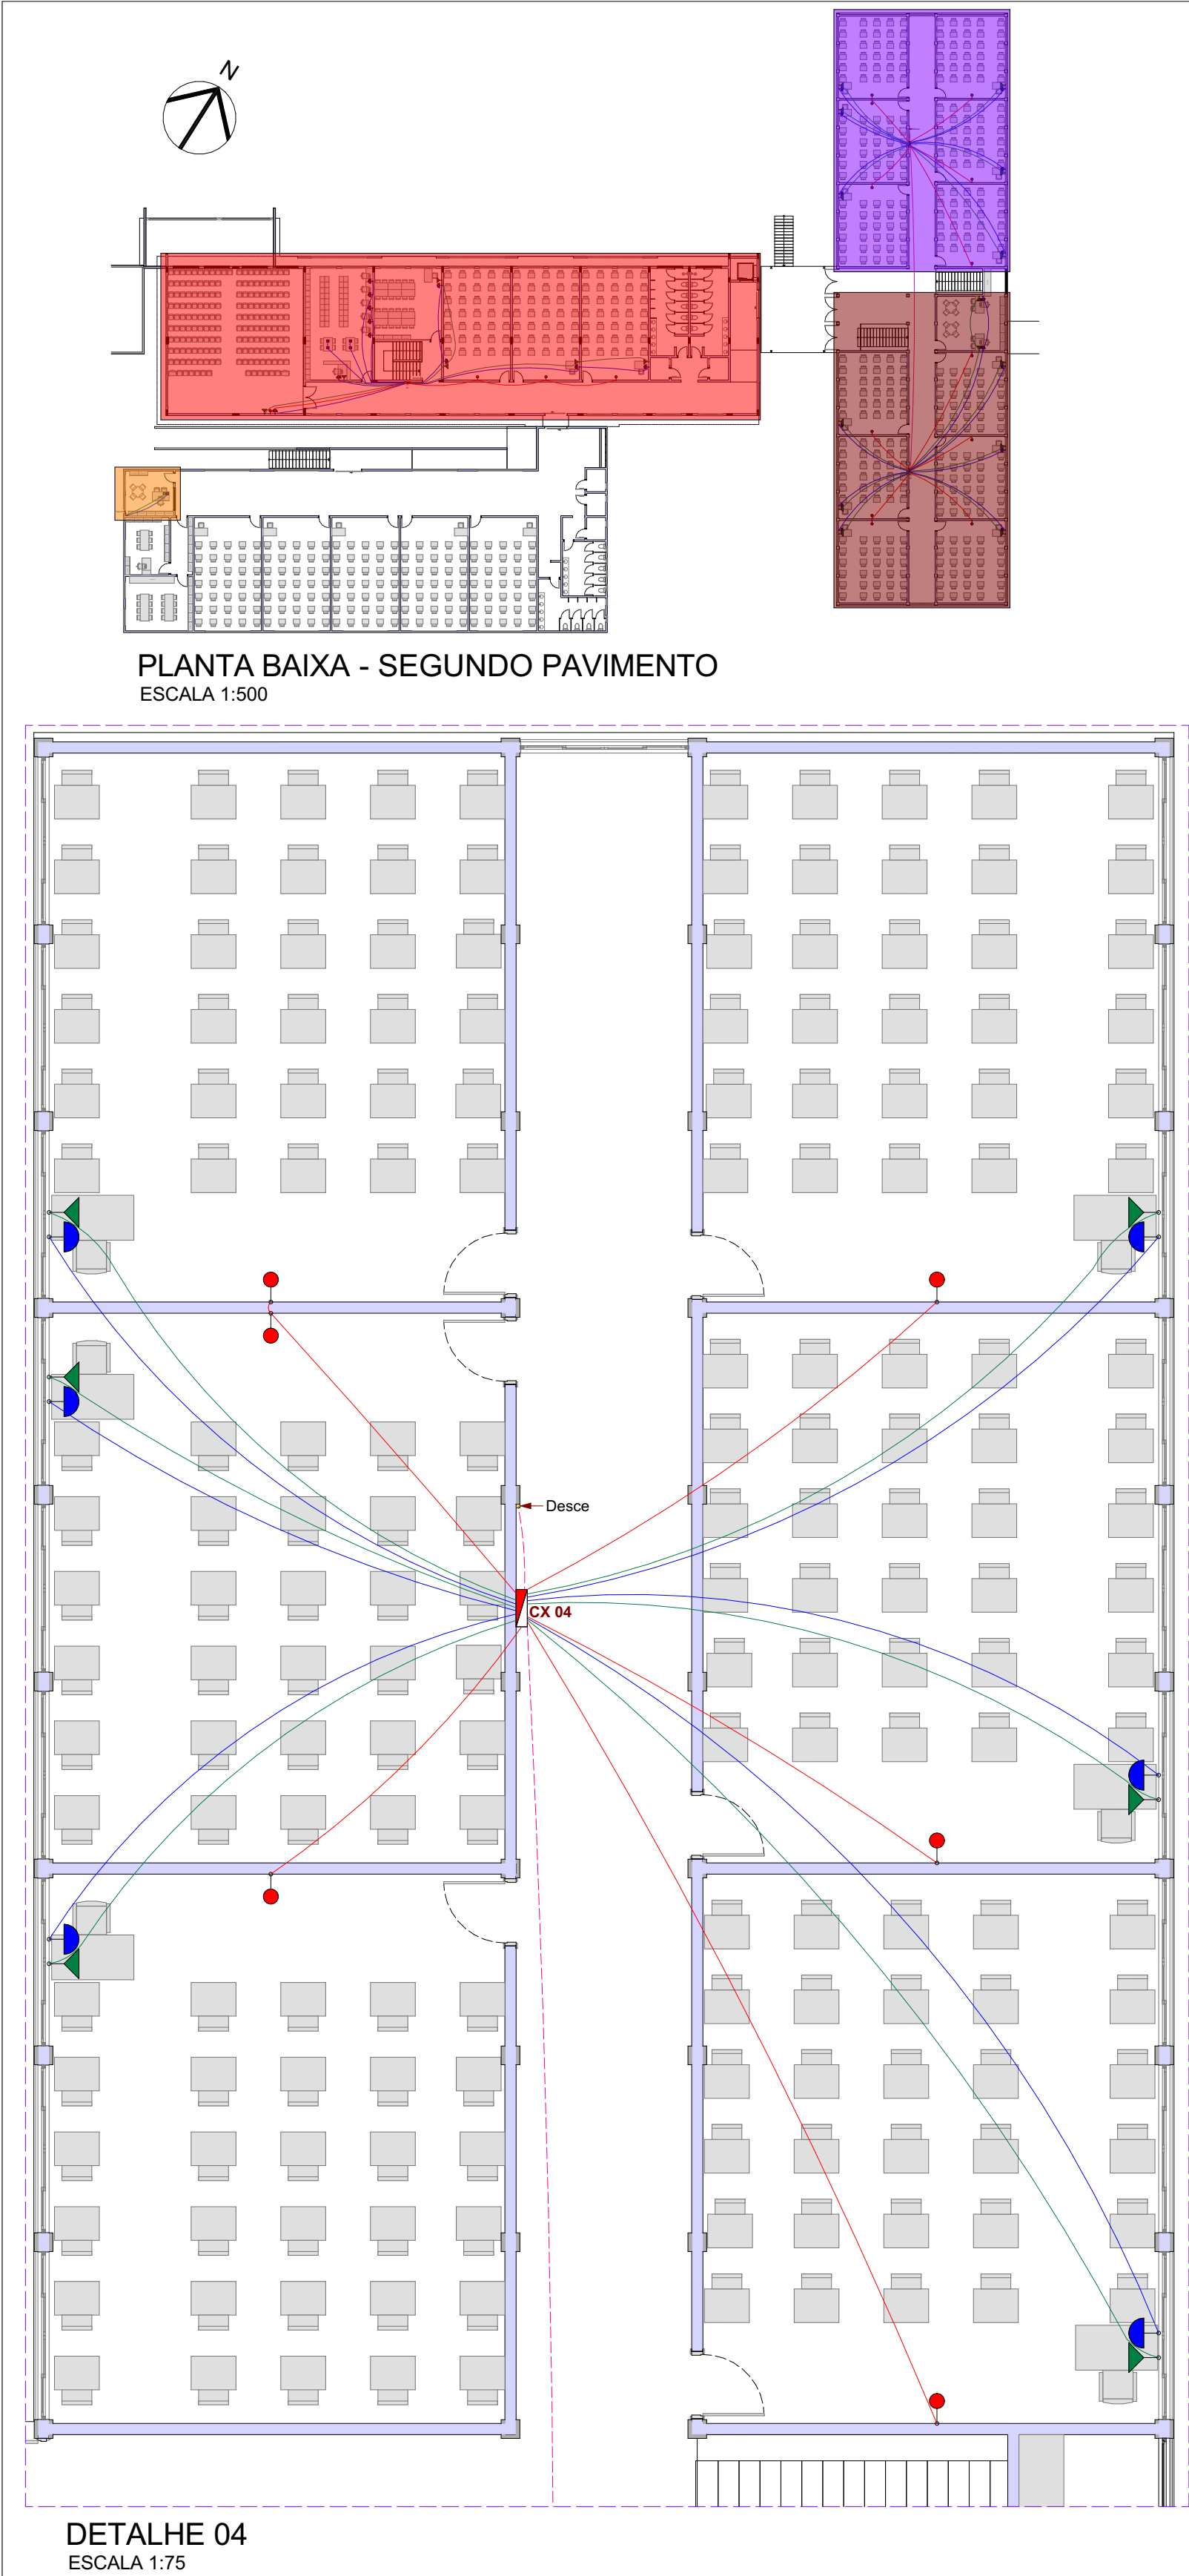 N
PLANTA BAIXA - SEGUNDO PAVIMENTO
ESCALA 1:500
Desce
CX 04
DETALHE 04
ESCALA 1:75